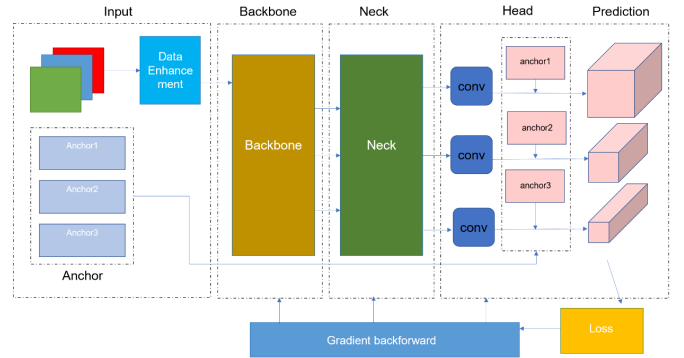 Input
Backbone
Neck
Head
Prediction
Data
Enhance
ment
Anchor1
Anchor2
Anchor3
Anchor
Backbone
Neck
conv
conv
conv
anchor1
anchor2
anchor3
Gradient backforward
Loss